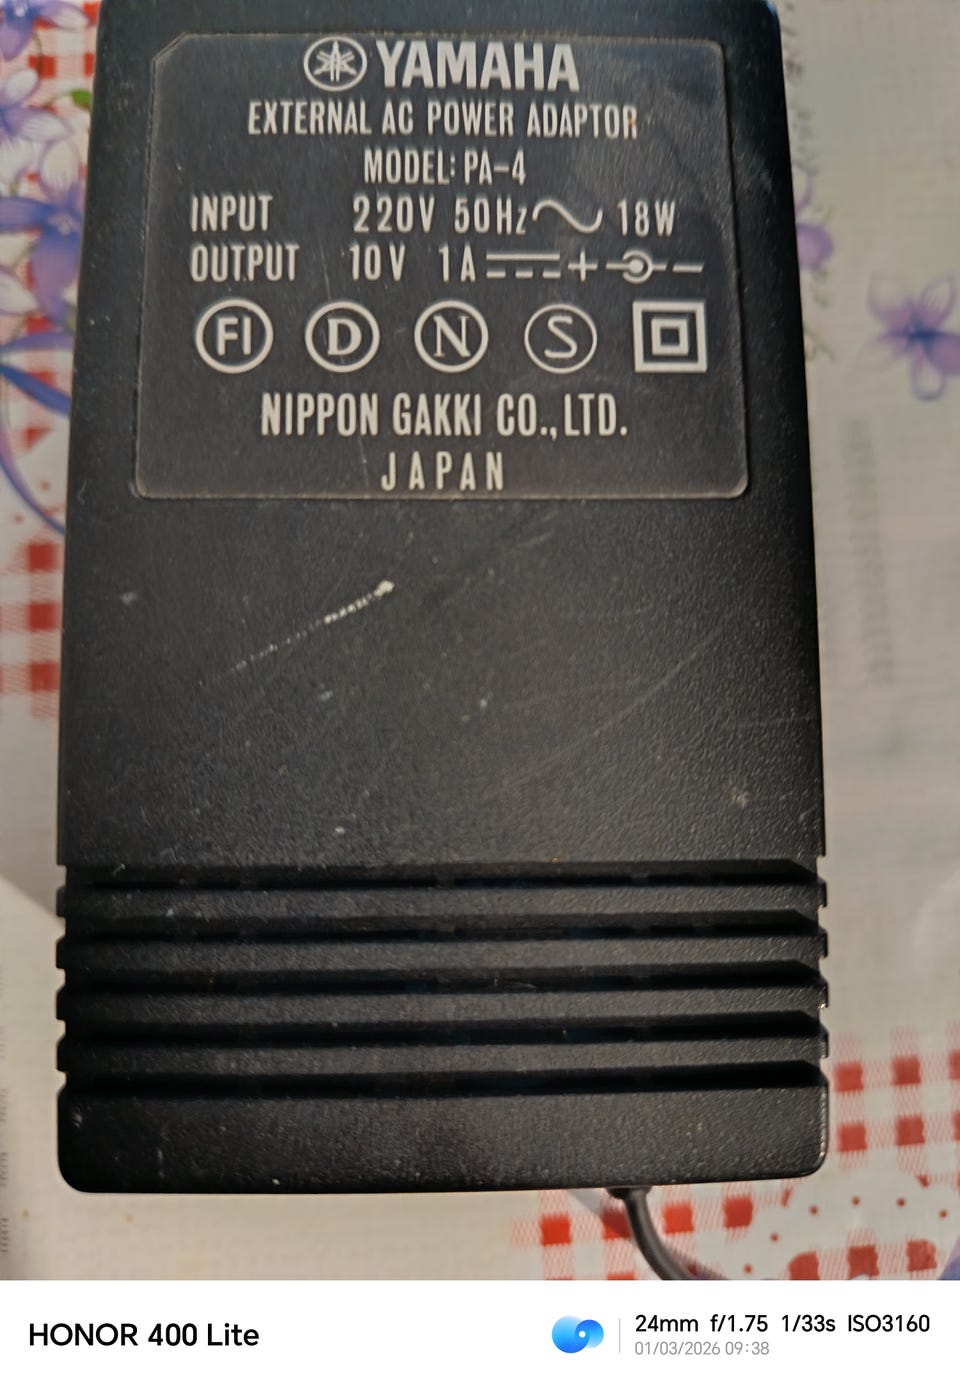 YAMAHA
EXTERNAL AC POWER ADAPTOR
MODEL: PA-4
INPUT 220V 50Hz 18W
OUTPUT 10V 1A + -
FI D N S
NIPPON GAKKI CO., LTD.
JAPAN
HONOR 400 Lite
24mm f/1.75 1/33s ISO3160
01/03/2026 09:38